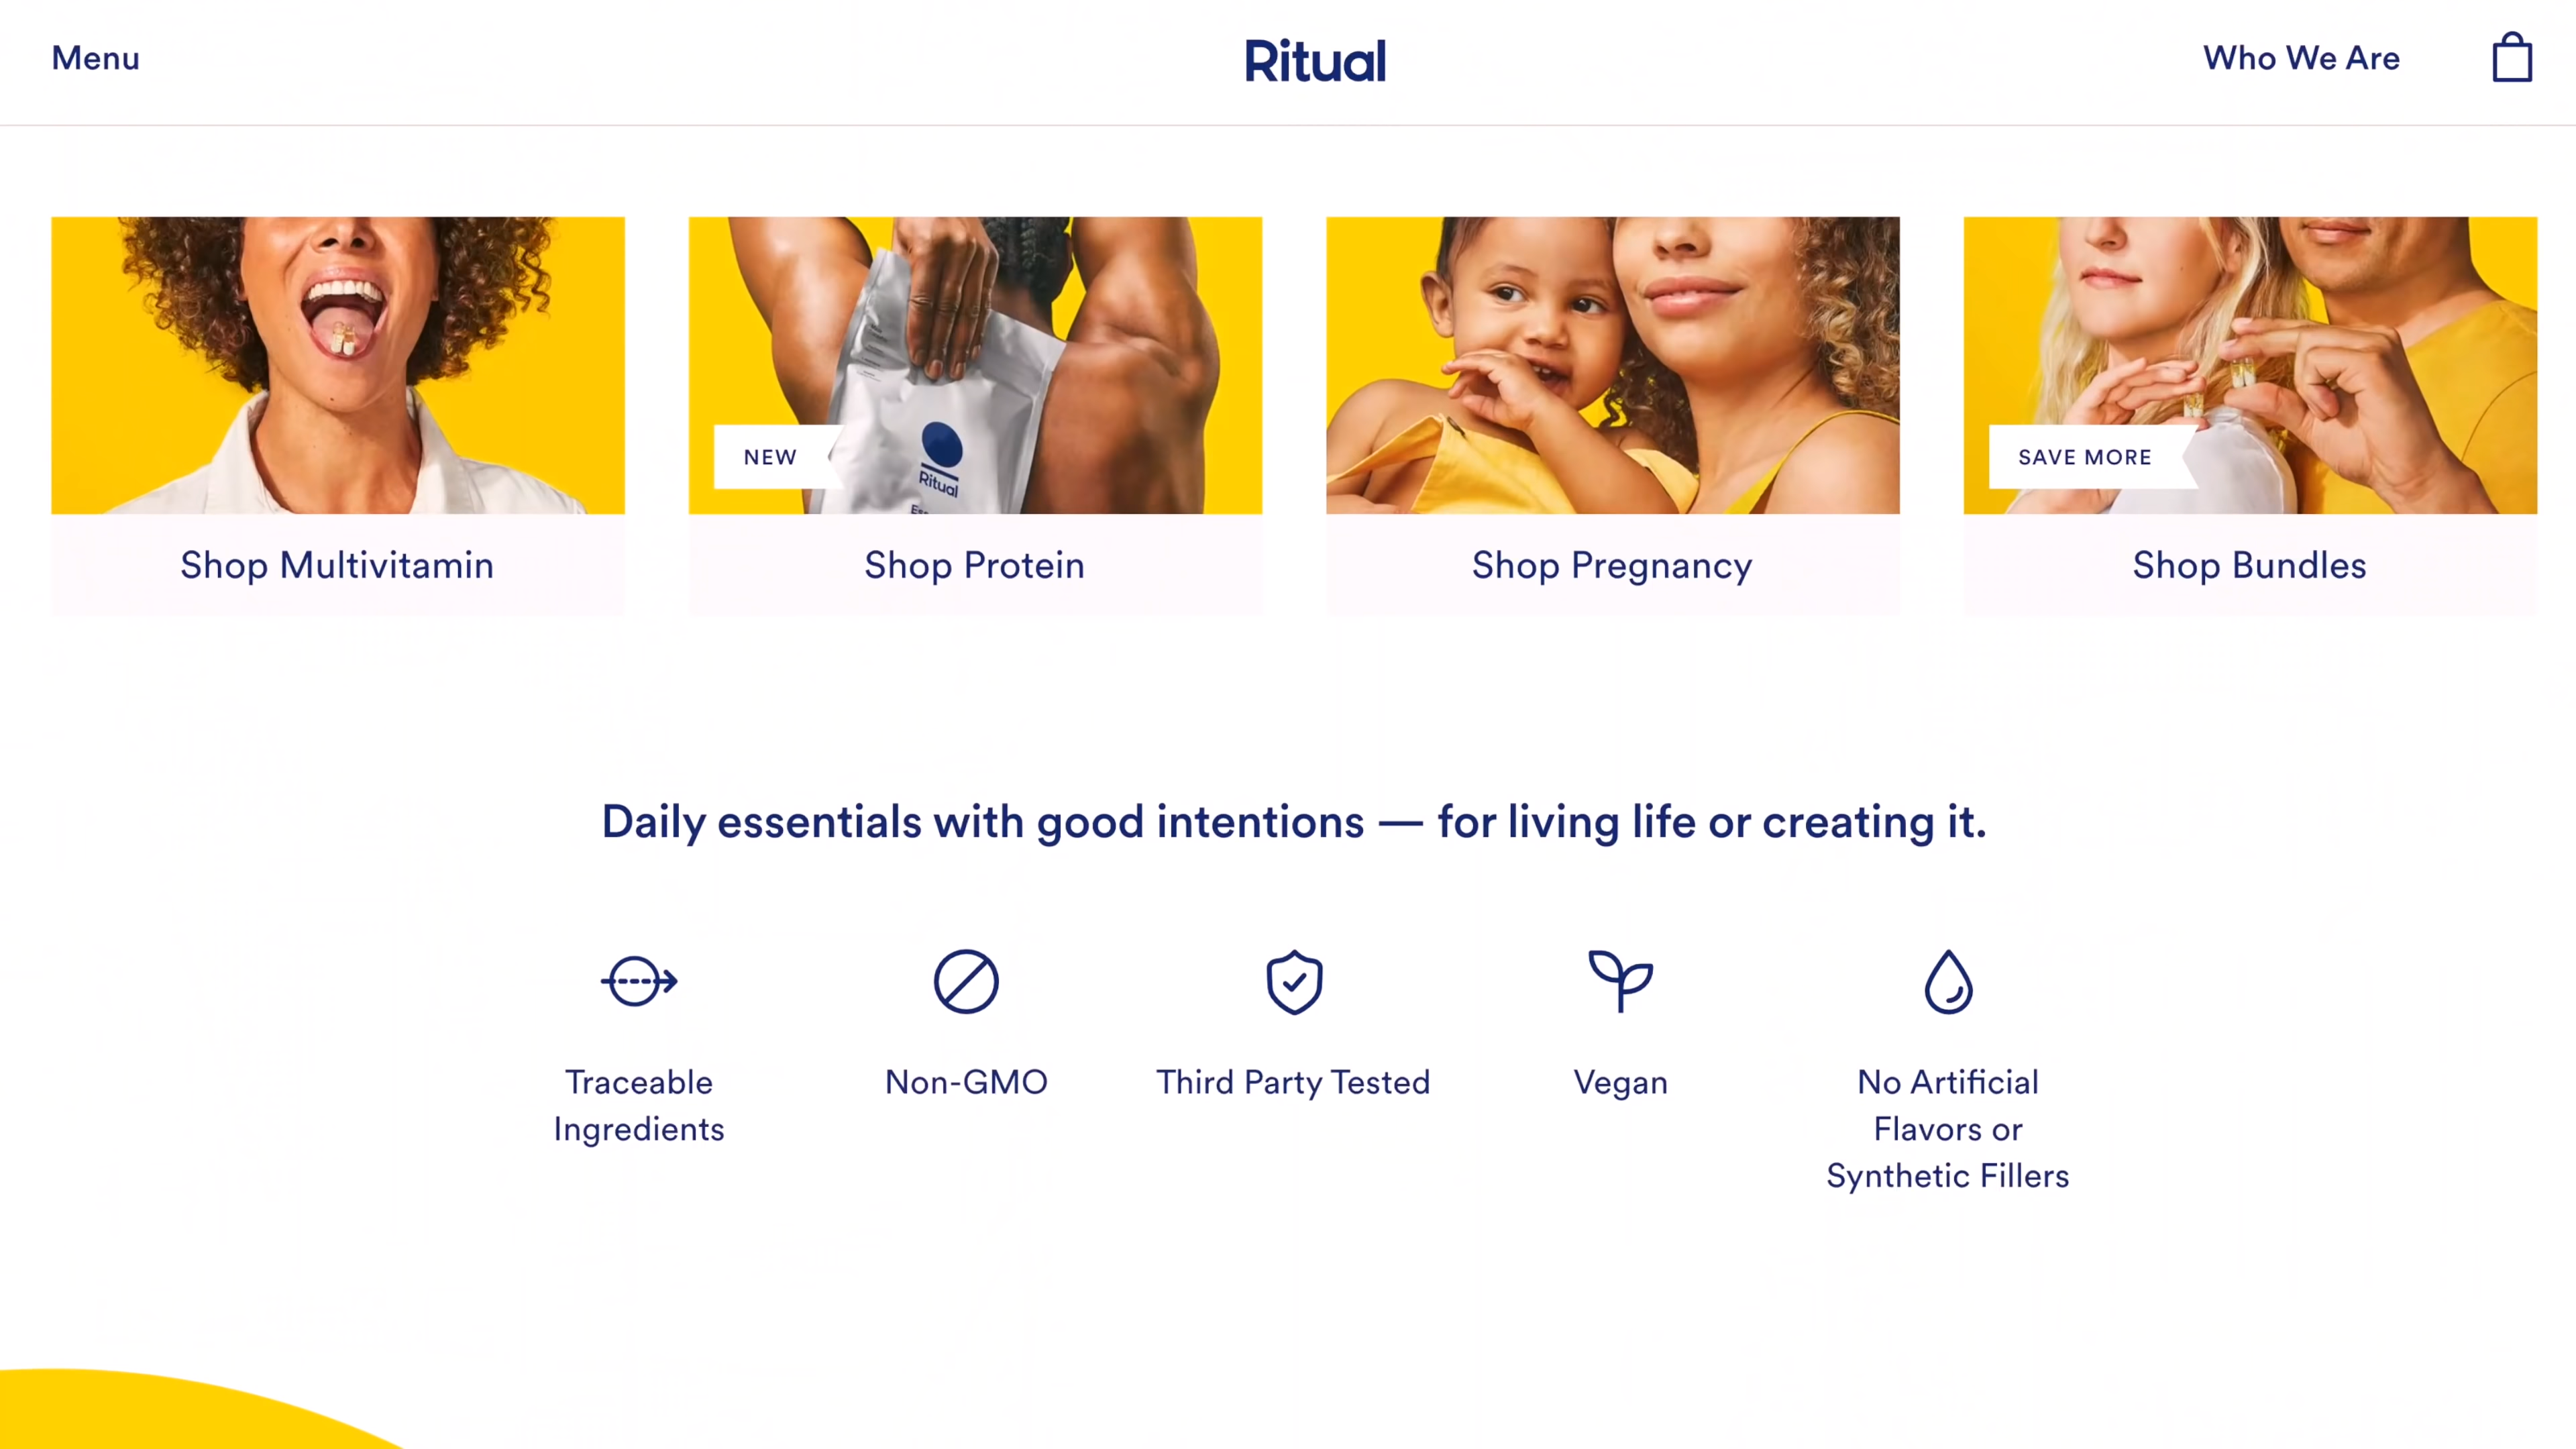 Menu
Ritual
Who We Are
NEW
Ritual
SAVE MORE
Shop Multivitamin
Shop Protein
Shop Pregnancy
Shop Bundles
Daily essentials with good intentions — for living life or creating it.
Traceable
Ingredients
Non-GMO
Third Party Tested
Vegan
No Artificial
Flavors or
Synthetic Fillers